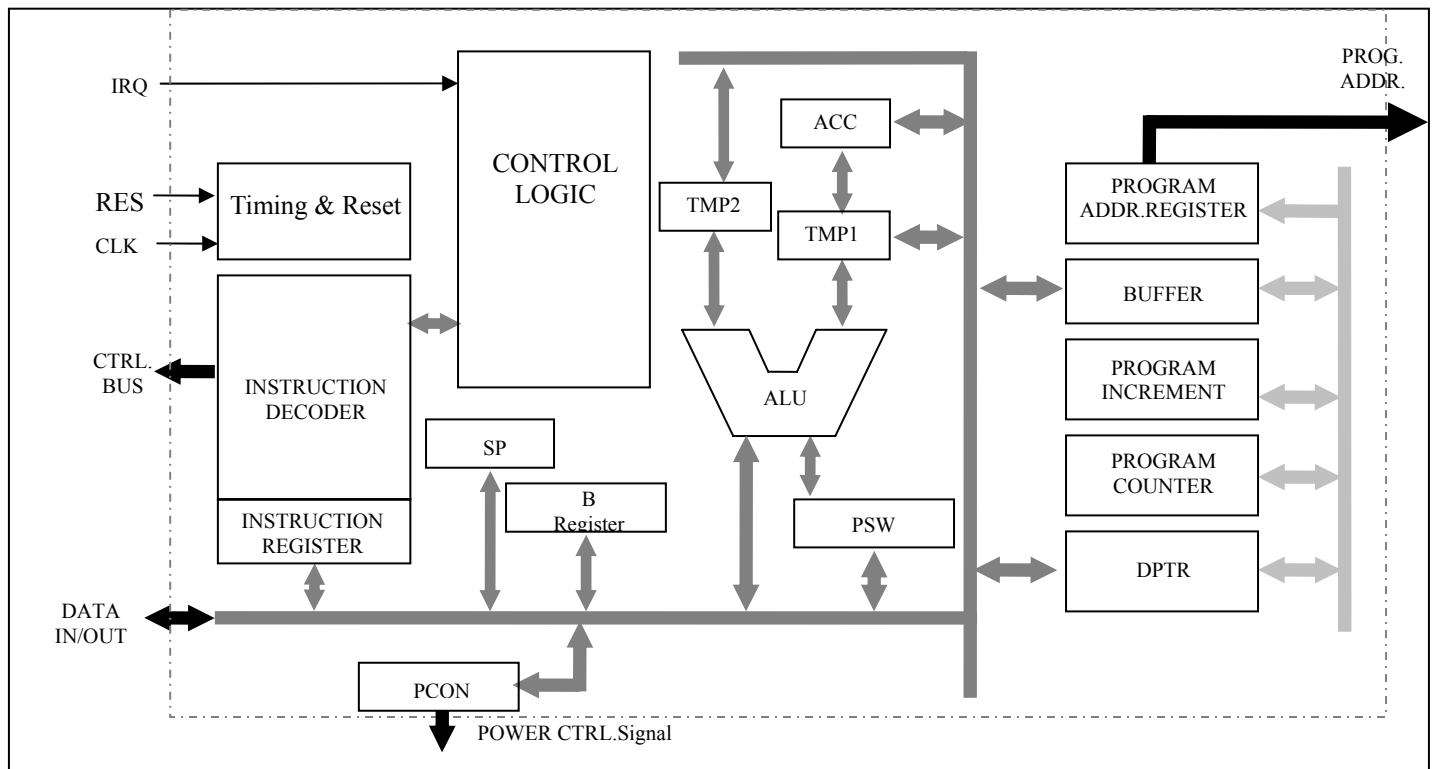 IRQ
RES
CLK
CTRL.
BUS
DATA
IN/OUT
Timing & Reset
INSTRUCTION
DECODER
INSTRUCTION
REGISTER
CONTROL
LOGIC
SP
B
Register
PCON
POWER CTRL.Signal
ACC
TMP2
TMP1
ALU
PSW
PROG.
ADDR.
PROGRAM
ADDR.REGISTER
BUFFER
PROGRAM
INCREMENT
PROGRAM
COUNTER
DPTR